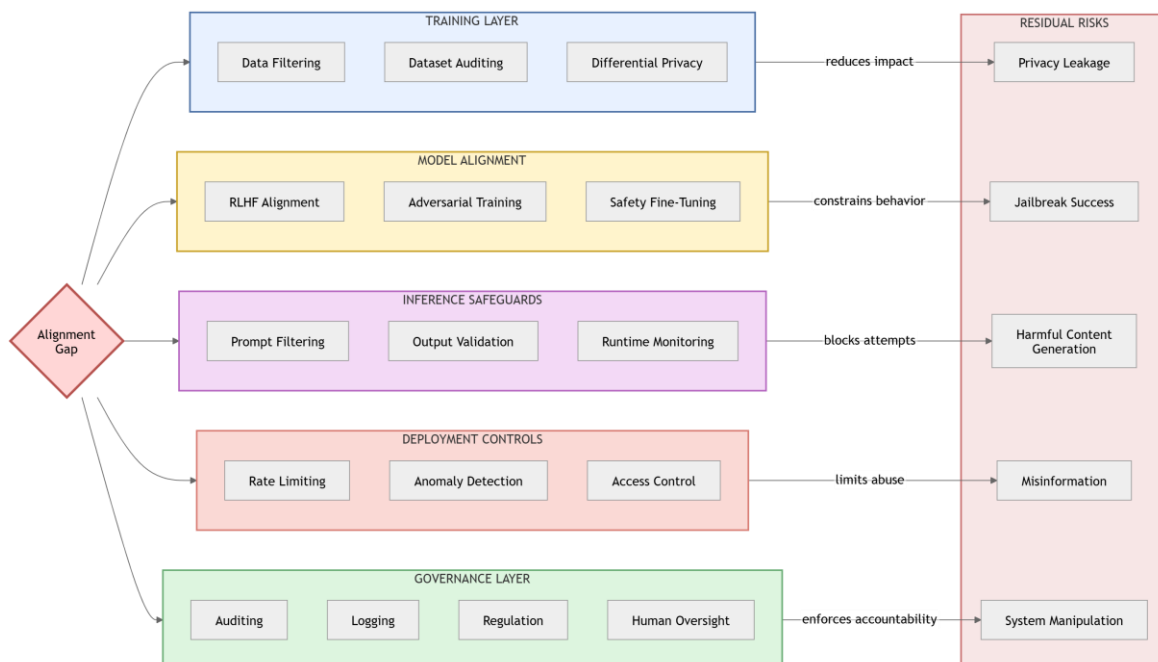 TRAINING LAYER
Data Filtering
Dataset Auditing
Differential Privacy
reduces impact
RESIDUAL RISKS
Privacy Leakage
MODEL ALIGNMENT
RLHF Alignment
Adversarial Training
Safety Fine-Tuning
constrains behavior
Jailbreak Success
Alignment
Gap
INFERENCE SAFEGUARDS
Prompt Filtering
Output Validation
Runtime Monitoring
blocks attempts
Harmful Content
Generation
DEPLOYMENT CONTROLS
Rate Limiting
Anomaly Detection
Access Control
limits abuse
Misinformation
GOVERNANCE LAYER
Auditing
Logging
Regulation
Human Oversight
enforces accountability
System Manipulation